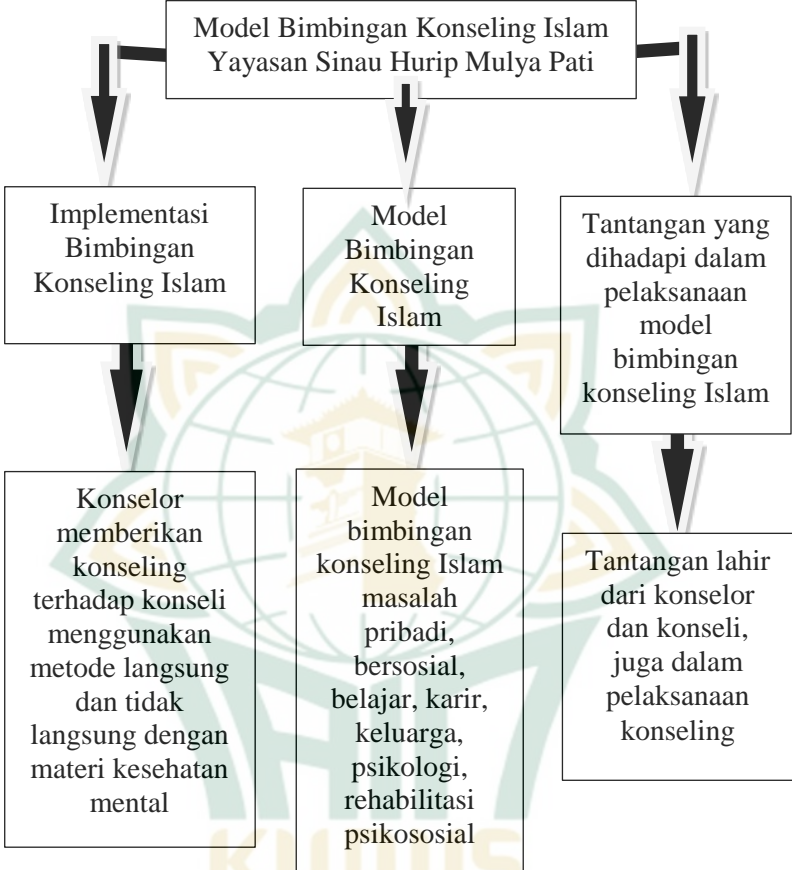 Model Bimbingan Konseling Islam
Yayasan Sinau Hurip Mulya Pati
Implementasi
Bimbingan
Konseling Islam
Model
Bimbingan
Konseling
Islam
Tantangan yang
dihadapi dalam
pelaksanaan
model
bimbingan
konseling Islam
Konselor
memberikan
konseling
terhadap konseli
menggunakan
metode langsung
dan tidak
langsung dengan
materi kesehatan
mental
Model
bimbingan
konseling Islam
masalah
pribadi,
bersosial,
belajar, karir,
keluarga,
psikologi,
rehabilitasi
psikososial
Tantangan lahir
dari konselor
dan konseli,
juga dalam
pelaksanaan
konseling
KUDUS